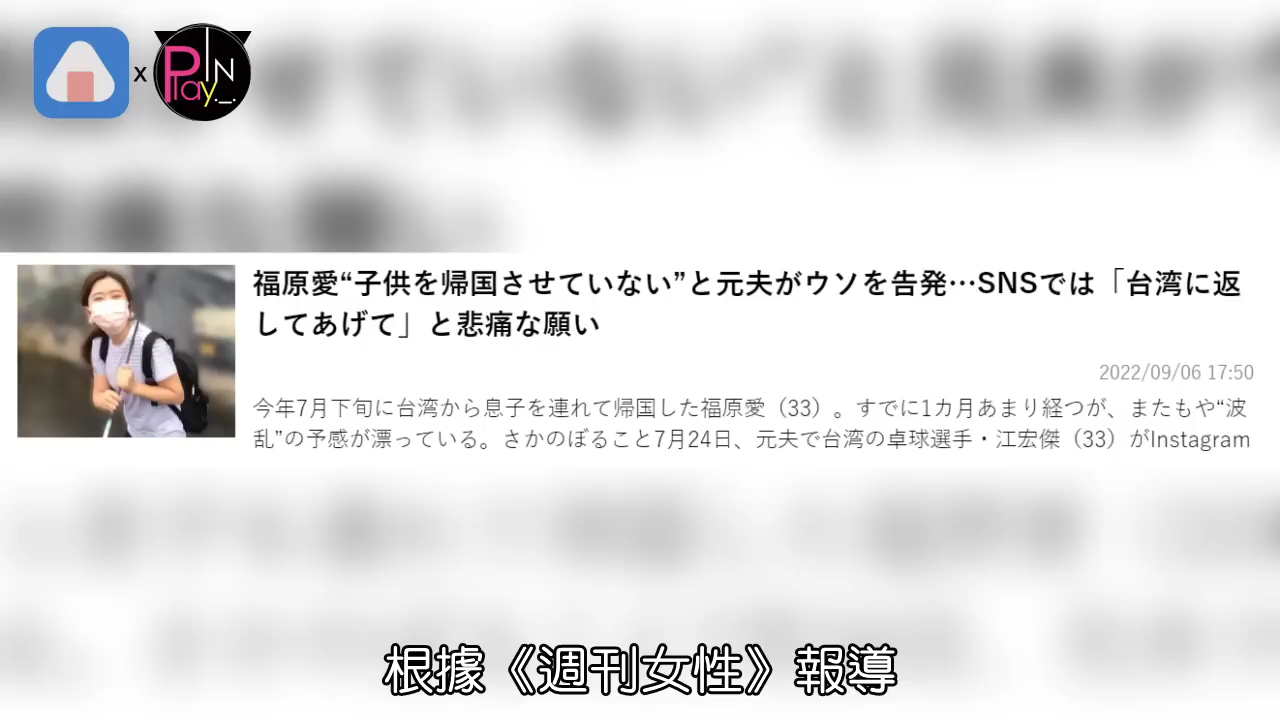 x
PlayIN._.
福原愛“子供を帰国させていない”と元夫がウソを告発…SNSでは「台湾に返
してあげて」と悲痛な願い
2022/09/06 17:50
今年7月下旬に台湾から息子を連れて帰国した福原愛（33）。すでに1カ月あまり経つが、またもや“波
乱”の予感が漂っている。さかのぼること7月24日、元夫で台湾の卓球選手・江宏傑（33）がInstagram
根據《週刊女性》報導